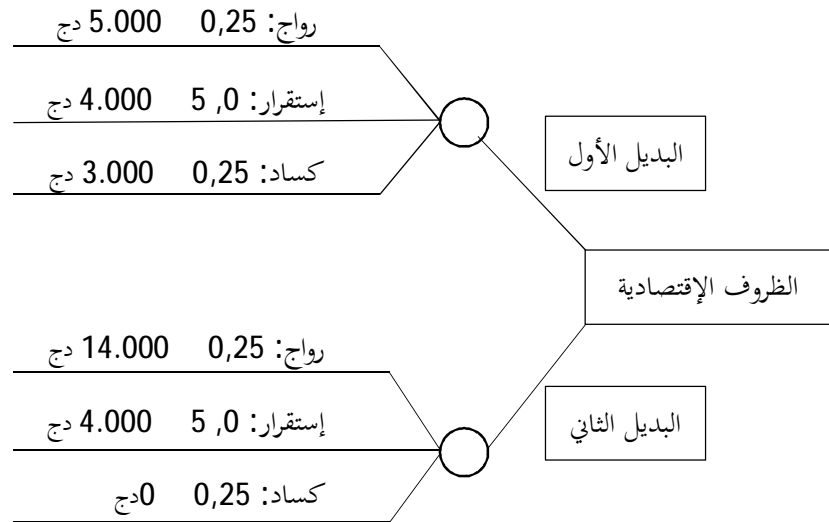 رواج: 0,25 5.000 دج
إستقرار: 0, 5 4.000 دج
كساد: 0,25 3.000 دج
البديل الأول
الظروف الإقتصادية
رواج: 0,25 14.000 دج
إستقرار: 0, 5 4.000 دج
كساد: 0,25 0دج
البديل الثاني